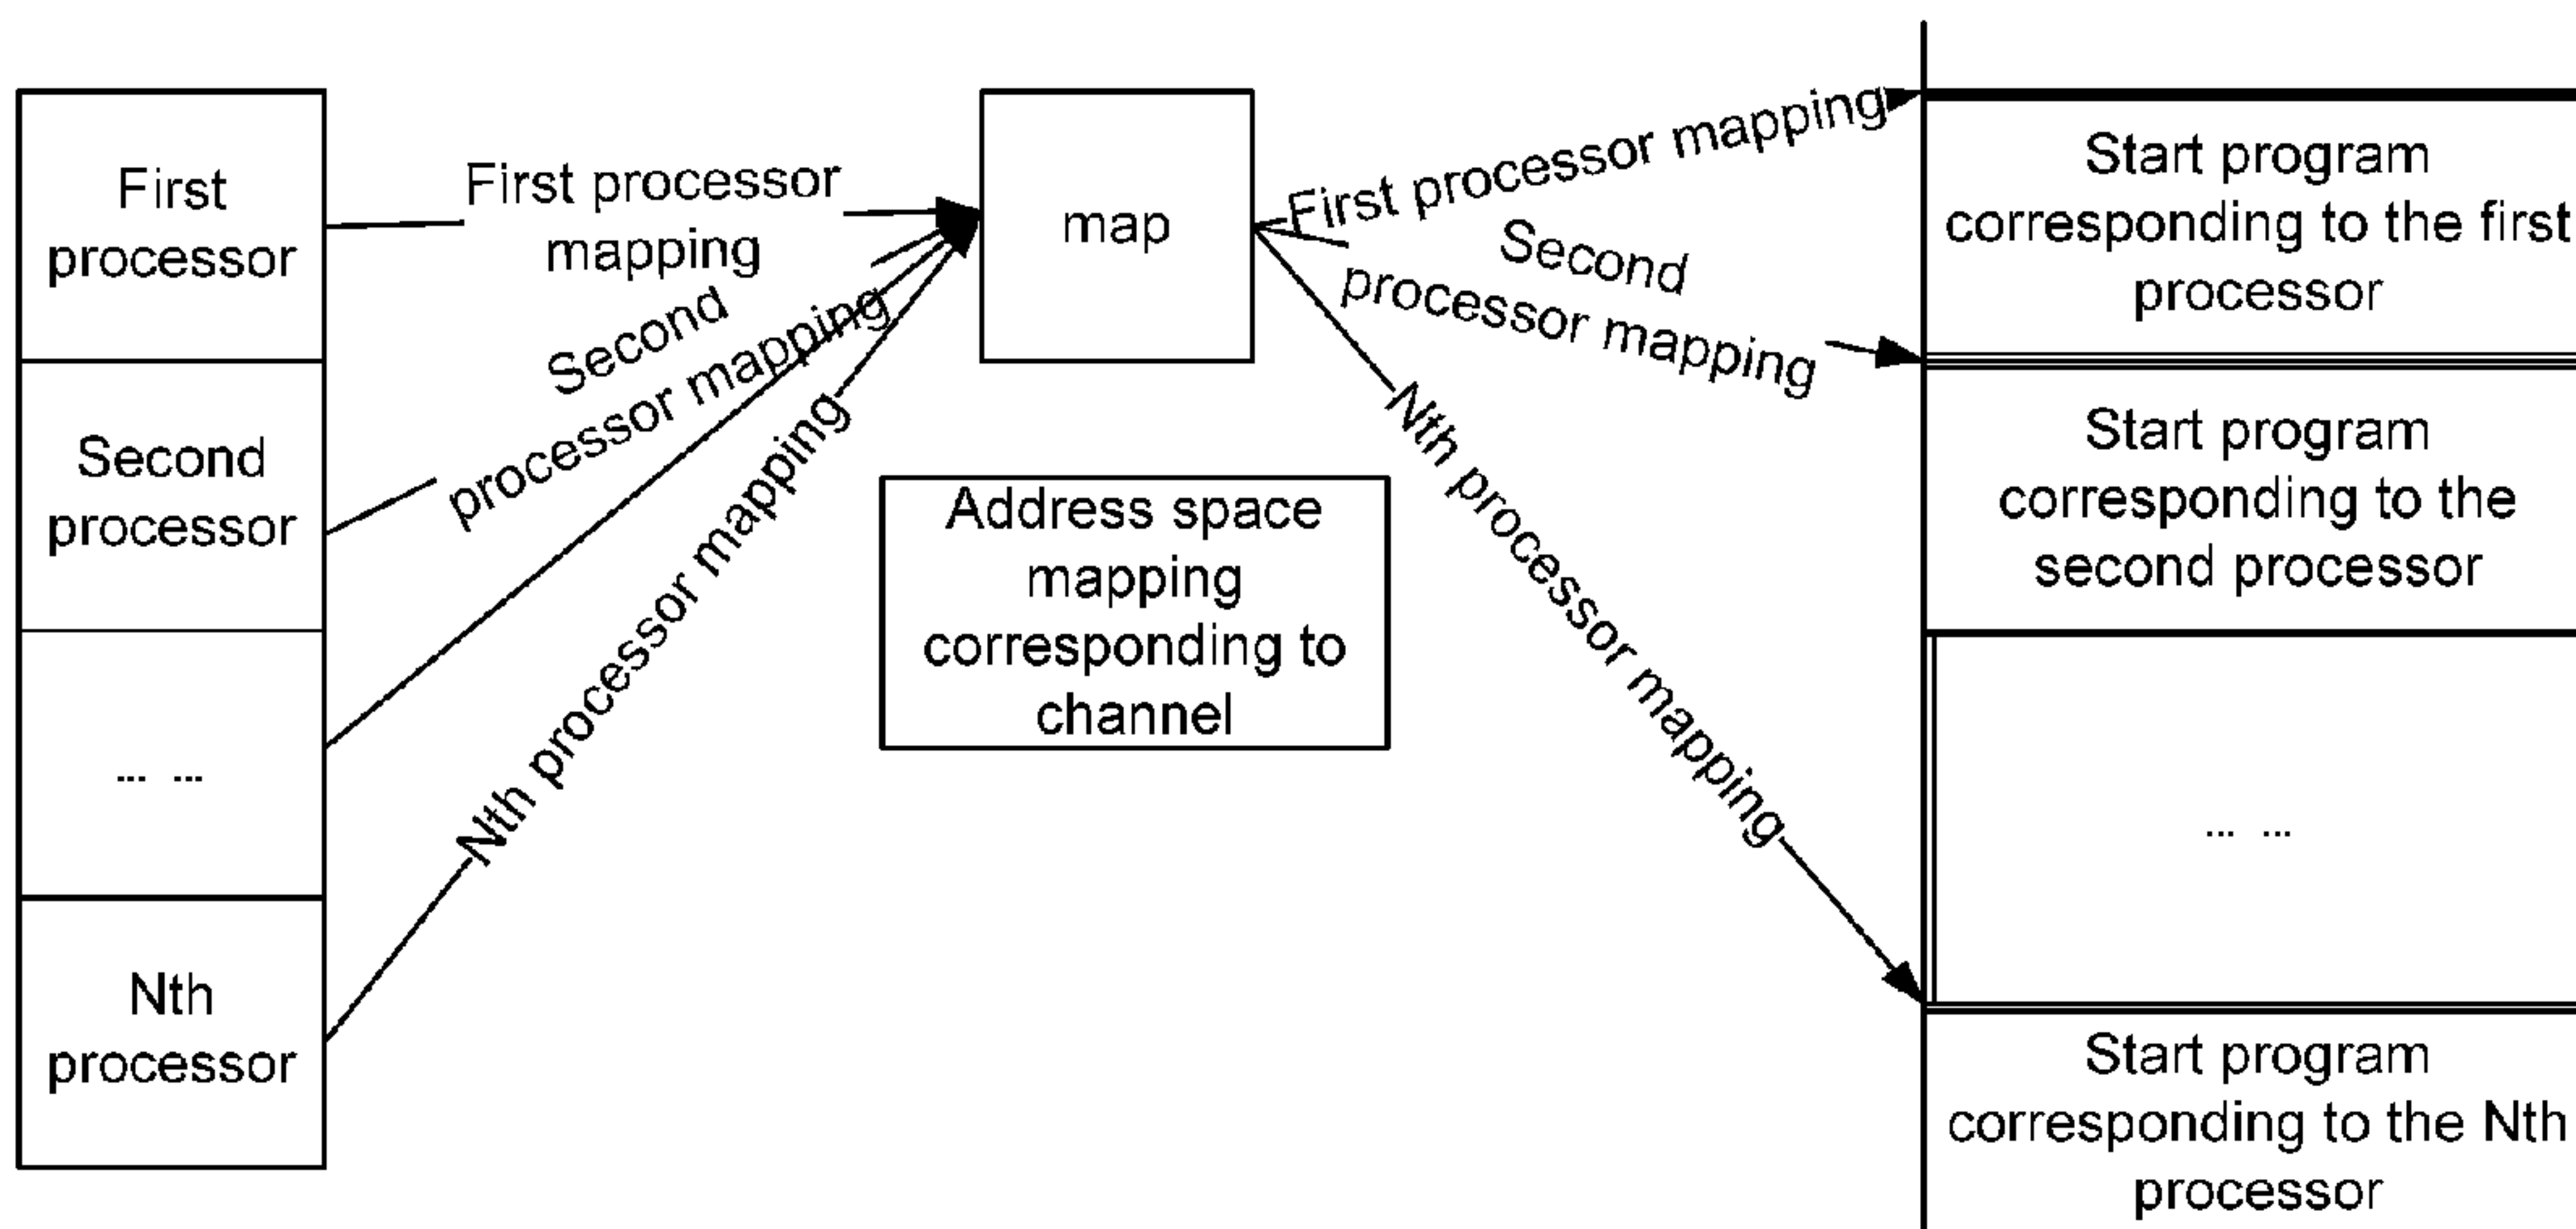 First
processor
Second
processor
... ...
Nth
processor
First processor
mapping
Second
processor mapping
Nth processor mapping
map
Address space
mapping
corresponding to
channel
First processor mapping
Second
processor mapping
Nth processor mapping
Start program
corresponding to the first
processor
Start program
corresponding to the
second processor
... ...
Start program
corresponding to the Nth
processor